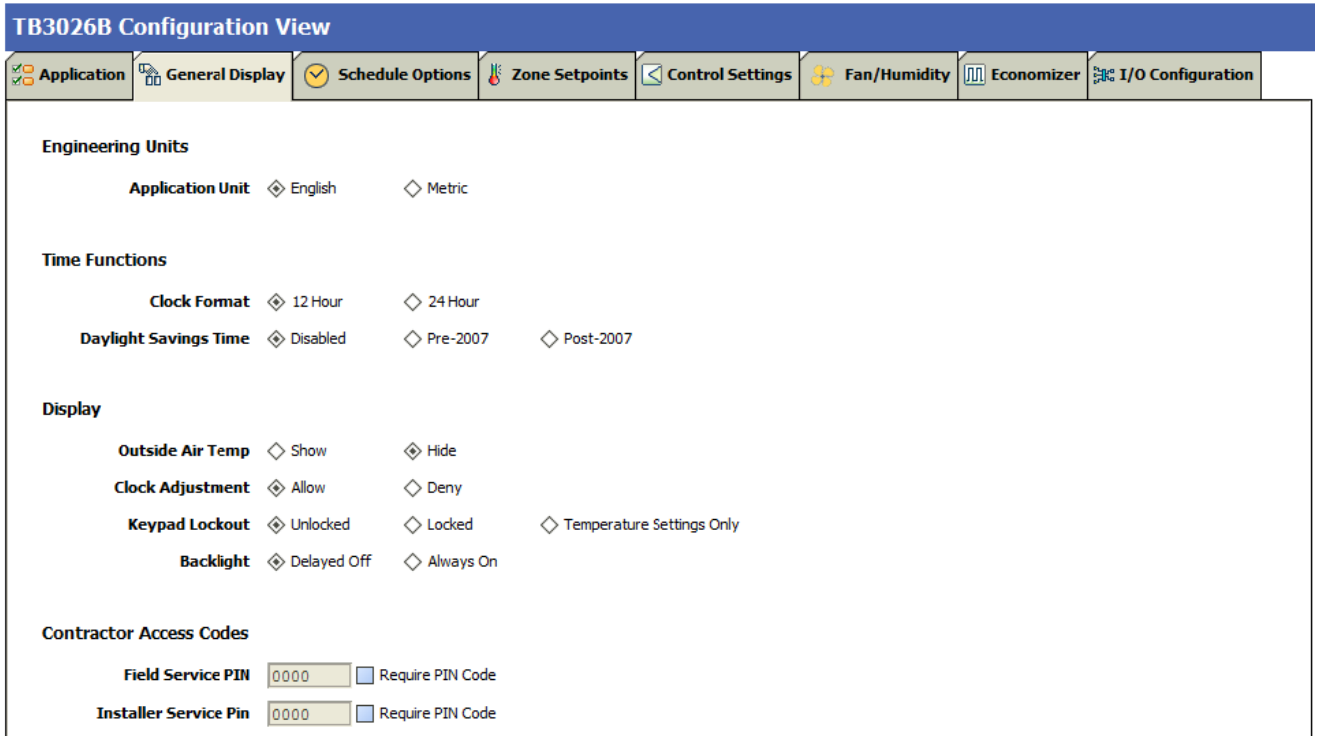 TB3026B Configuration View
Application General Display Schedule Options Zone Setpoints Control Settings Fan/Humidity Economizer I/O Configuration
Engineering Units
Application Unit English Metric
Time Functions
Clock Format 12 Hour 24 Hour
Daylight Savings Time Disabled Pre-2007 Post-2007
Display
Outside Air Temp Show Hide
Clock Adjustment Allow Deny
Keypad Lockout Unlocked Locked Temperature Settings Only
Backlight Delayed Off Always On
Contractor Access Codes
Field Service PIN 0000 Require PIN Code
Installer Service Pin 0000 Require PIN Code